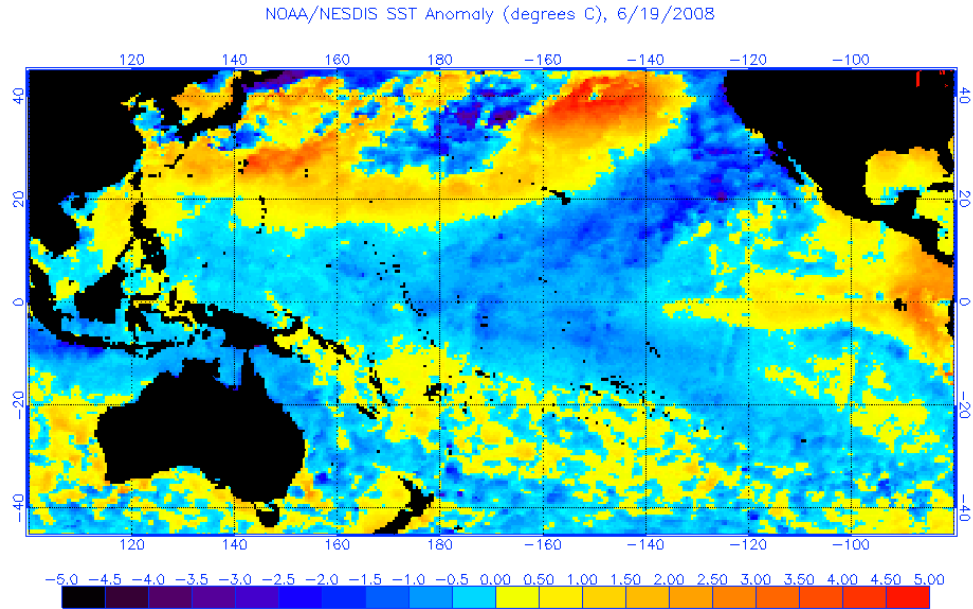 NOAA/NESDIS SST Anomaly (degrees C), 6/19/2008
120 140 160 180 -160 -140 -120 -100
40 40
20 20
0 0
-20 -20
-40 -40
120 140 160 180 -160 -140 -120 -100
-5.0 -4.5 -4.0 -3.5 -3.0 -2.5 -2.0 -1.5 -1.0 -0.5 0.00 0.50 1.00 1.50 2.00 2.50 3.00 3.50 4.00 4.50 5.00